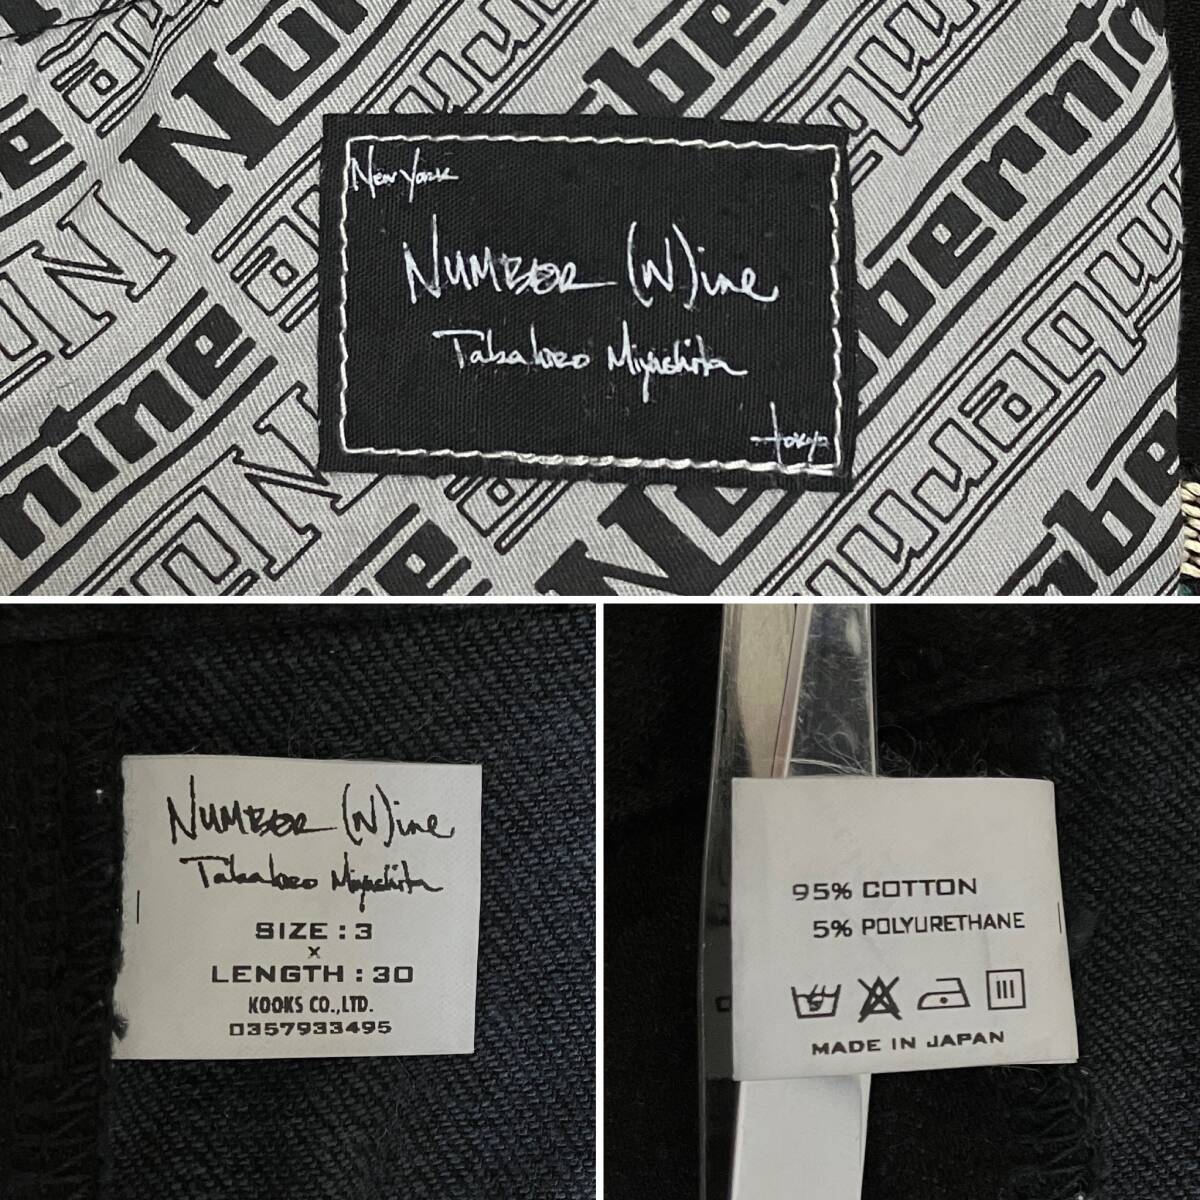 New York
Number (N)ine
Takahiro Miyashita
tokyo
Number (N)ine
Takahiro Miyashita
SIZE : 3
X
LENGTH : 30
KOOKS CO.,LTD.
0357933495
95% COTTON
5% POLYURETHANE
MADE IN JAPAN